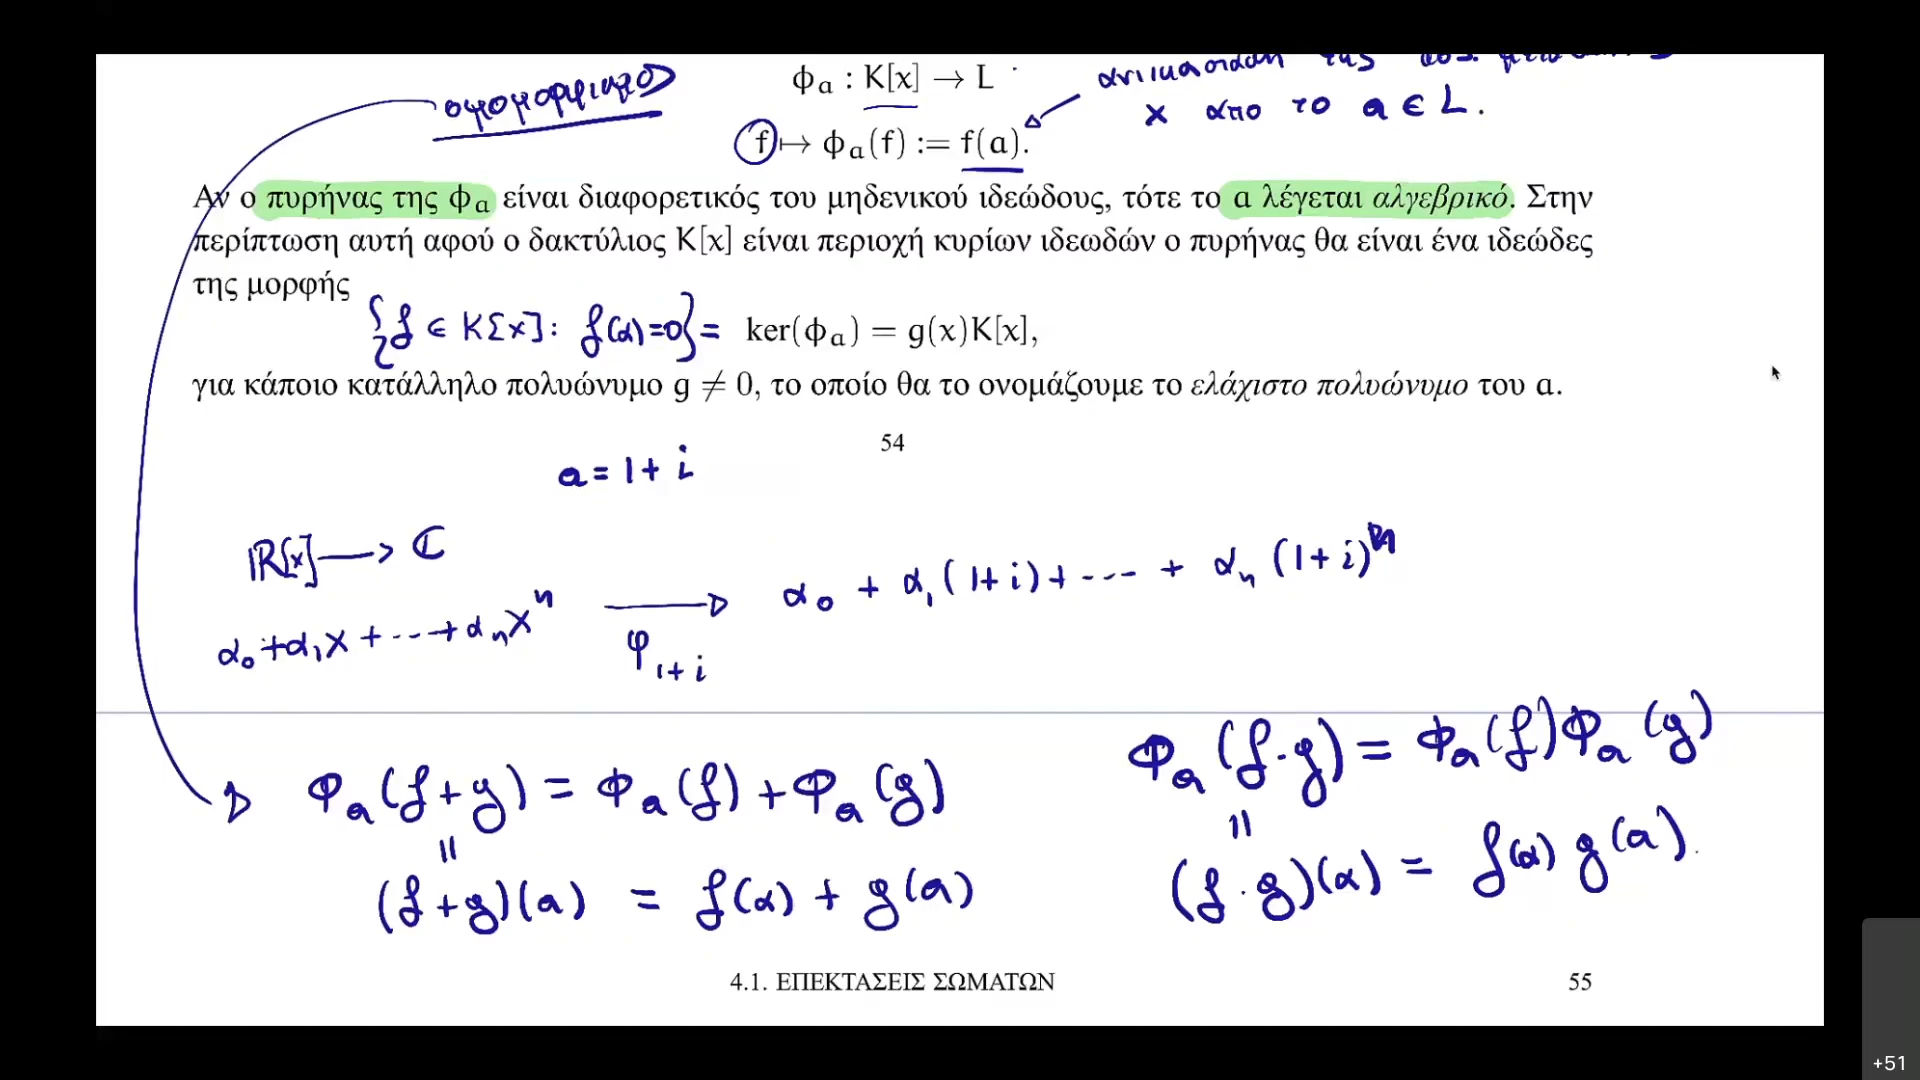 ϕₐ : K[x] → L
ομομορφισμός
x απο το a ∈ L.
f ↦ ϕₐ(f) := f(a).
Αν ο πυρήνας της ϕₐ είναι διαφορετικός του μηδενικού ιδεώδους, τότε το a λέγεται αλγεβρικό. Στην
περίπτωση αυτή αφού ο δακτύλιος K[x] είναι περιοχή κυρίων ιδεωδών ο πυρήνας θα είναι ένα ιδεώδες
της μορφής
{f ∈ K[x]: f(α)=0} = ker(ϕₐ) = g(x)K[x],
για κάποιο κατάλληλο πολυώνυμο g ≠ 0, το οποίο θα το ονομάζουμε το ελάχιστο πολυώνυμο του a.
54
a = 1 + i
ℝ[x] → ℂ
α₀ + α₁x + ··· + αₙxⁿ → φ₁₊ᵢ α₀ + α₁(1+i) + ··· + αₙ(1+i)ⁿ
Φₐ(f+g) = Φₐ(f) + Φₐ(g)
Φₐ(f·g) = Φₐ(f)Φₐ(g)
||
||
(f+g)(a) = f(α) + g(a)
(f·g)(α) = f(α) g(a).
4.1. ΕΠΕΚΤΑΣΕΙΣ ΣΩΜΑΤΩΝ 55
+51